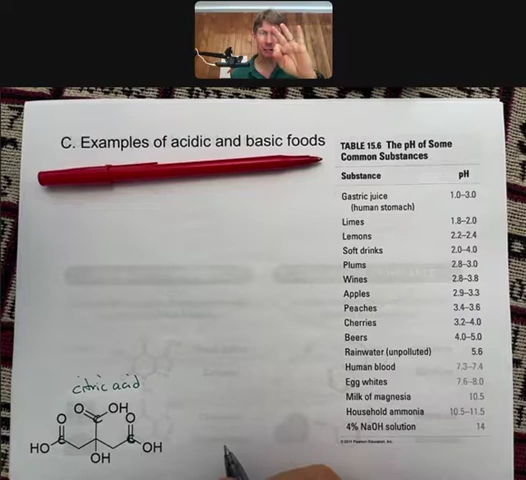 C. Examples of acidic and basic foods
TABLE 15.6 The pH of Some
Common Substances
Substance pH
Gastric juice 1.0–3.0
(human stomach)
Limes 1.8–2.0
Lemons 2.2–2.4
Soft drinks 2.0–4.0
Plums 2.8–3.0
Wines 2.8–3.8
Apples 2.9–3.3
Peaches 3.4–3.6
Cherries 3.2–4.0
Beers 4.0–5.0
Rainwater (unpolluted) 5.6
Human blood 7.3–7.4
Egg whites 7.6–8.0
Milk of magnesia 10.5
Household ammonia 10.5–11.5
4% NaOH solution 14
© 2011 Pearson Education, Inc.
citric acid
O OH
O O
HO OH
OH